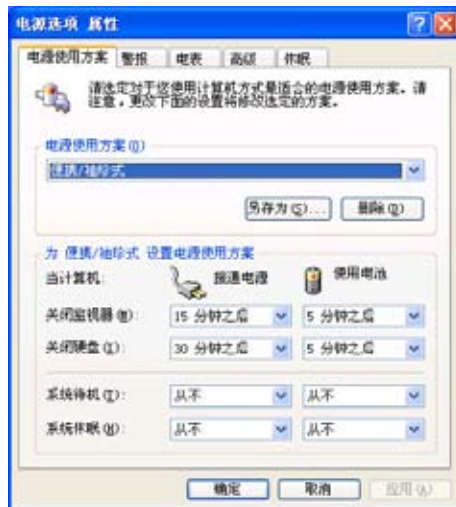 电源选项 属性
电源使用方案 警报 电表 高级 休眠
请选定对于您使用计算机方式最适合的电源使用方案。请
注意，更改下面的设置将修改选定的方案。
电源使用方案(U)
便携/袖珍式
另存为(S)... 删除(D)
为 便携/袖珍式 设置电源使用方案
当计算机: 接通电源 使用电池
关闭监视器(M): 15 分钟之后 5 分钟之后
关闭硬盘(I): 30 分钟之后 5 分钟之后
系统待机(T): 从不 从不
系统休眠(H): 从不 从不
确定 取消 应用(A)